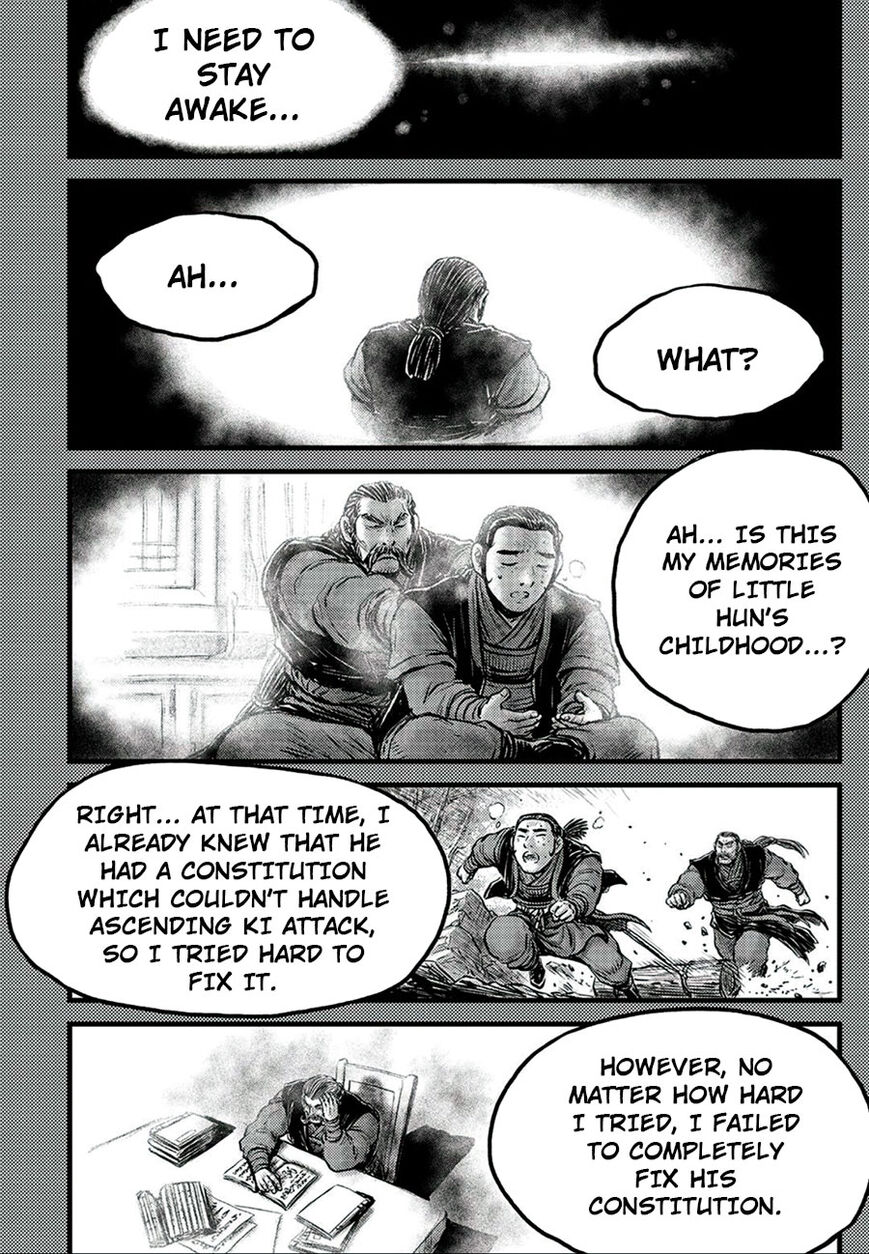 I NEED TO
STAY
AWAKE...
AH...
WHAT?
AH... IS THIS
MY MEMORIES
OF LITTLE
HUN'S
CHILDHOOD...?
RIGHT... AT THAT TIME, I
ALREADY KNEW THAT HE
HAD A CONSTITUTION
WHICH COULDN'T HANDLE
ASCENDING KI ATTACK,
SO I TRIED HARD TO
FIX IT.
HOWEVER, NO
MATTER HOW HARD
I TRIED, I FAILED
TO COMPLETELY
FIX HIS
CONSTITUTION.